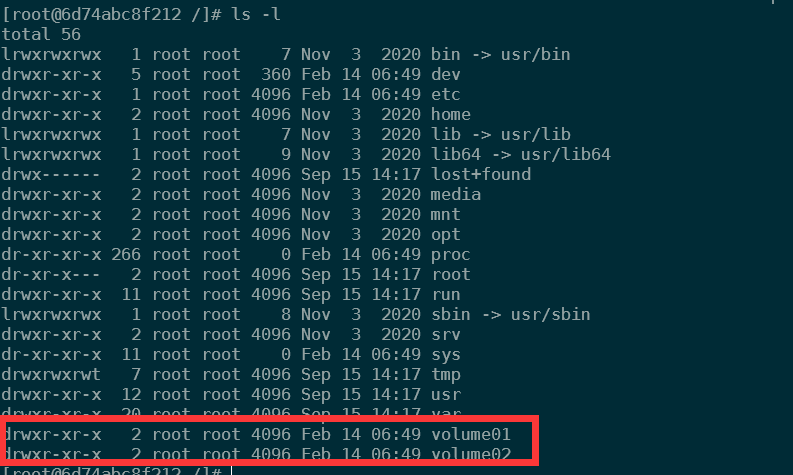 [root@6d74abc8f212 /]# ls -l
total 56
lrwxrwxrwx   1 root root    7 Nov  3  2020 bin -> usr/bin
drwxr-xr-x   5 root root  360 Feb 14 06:49 dev
drwxr-xr-x   1 root root 4096 Feb 14 06:49 etc
drwxr-xr-x   2 root root 4096 Nov  3  2020 home
lrwxrwxrwx   1 root root    7 Nov  3  2020 lib -> usr/lib
lrwxrwxrwx   1 root root    9 Nov  3  2020 lib64 -> usr/lib64
drwx------   2 root root 4096 Sep 15 14:17 lost+found
drwxr-xr-x   2 root root 4096 Nov  3  2020 media
drwxr-xr-x   2 root root 4096 Nov  3  2020 mnt
drwxr-xr-x   2 root root 4096 Nov  3  2020 opt
dr-xr-xr-x 266 root root    0 Feb 14 06:49 proc
dr-xr-x---   2 root root 4096 Sep 15 14:17 root
drwxr-xr-x  11 root root 4096 Sep 15 14:17 run
lrwxrwxrwx   1 root root    8 Nov  3  2020 sbin -> usr/sbin
drwxr-xr-x   2 root root 4096 Nov  3  2020 srv
dr-xr-xr-x  11 root root    0 Feb 14 06:49 sys
drwxrwxrwt   7 root root 4096 Sep 15 14:17 tmp
drwxr-xr-x  12 root root 4096 Sep 15 14:17 usr
drwxr-xr-x  20 root root 4096 Sep 15 14:17 var
drwxr-xr-x   2 root root 4096 Feb 14 06:49 volume01
drwxr-xr-x   2 root root 4096 Feb 14 06:49 volume02
[root@6d74abc8f212 /]#